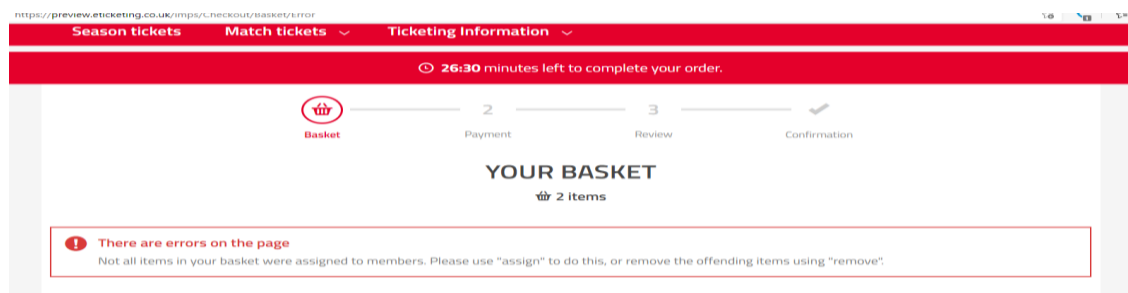 https://preview.eticketing.co.uk/imps/Checkout/Basket/Error
Season tickets Match tickets Ticketing Information
26:30 minutes left to complete your order.
2 3
Basket Payment Review Confirmation
YOUR BASKET
2 items
There are errors on the page
Not all items in your basket were assigned to members. Please use "assign" to do this, or remove the offending items using "remove".